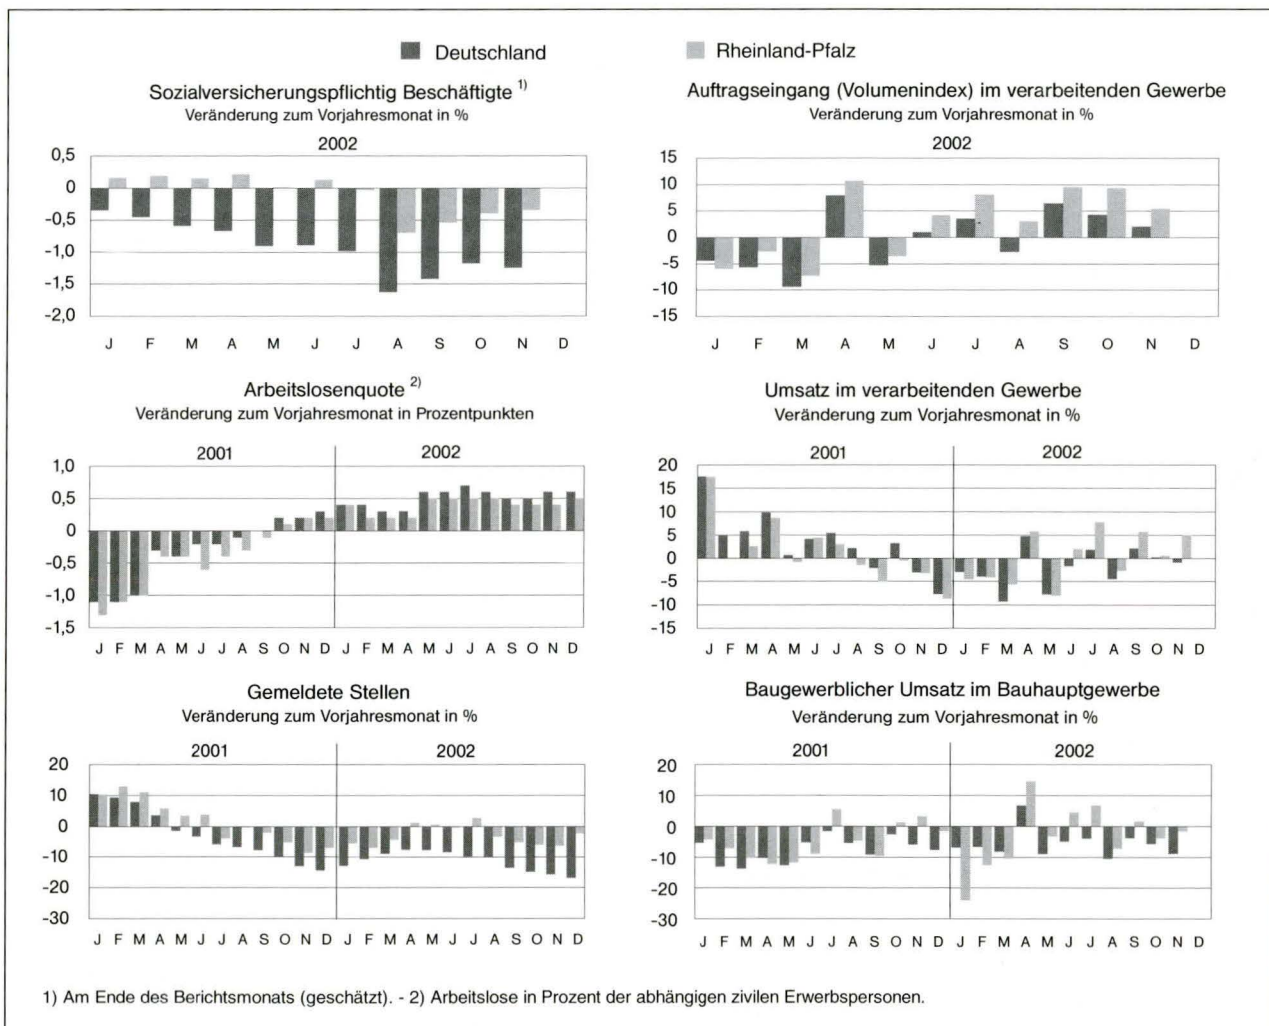 Deutschland
Rheinland-Pfalz
Sozialversicherungspflichtig Beschäftigte 1)
Veränderung zum Vorjahresmonat in %
2002
0,5
0
-0,5
-1,0
-1,5
-2,0
J F M A M J J A S O N D
Auftragseingang (Volumenindex) im verarbeitenden Gewerbe
Veränderung zum Vorjahresmonat in %
2002
15
10
5
0
-5
-10
-15
J F M A M J J A S O N D
Arbeitslosenquote 2)
Veränderung zum Vorjahresmonat in Prozentpunkten
2001 2002
1,0
0,5
0
-0,5
-1,0
-1,5
J F M A M J J A S O N D J F M A M J J A S O N D
Umsatz im verarbeitenden Gewerbe
Veränderung zum Vorjahresmonat in %
2001 2002
20
15
10
5
0
-5
-10
-15
J F M A M J J A S O N D J F M A M J J A S O N D
Gemeldete Stellen
Veränderung zum Vorjahresmonat in %
2001 2002
20
10
0
-10
-20
-30
J F M A M J J A S O N D J F M A M J J A S O N D
Baugewerblicher Umsatz im Bauhauptgewerbe
Veränderung zum Vorjahresmonat in %
2001 2002
20
10
0
-10
-20
-30
J F M A M J J A S O N D J F M A M J J A S O N D
1) Am Ende des Berichtsmonats (geschätzt). - 2) Arbeitslose in Prozent der abhängigen zivilen Erwerbspersonen.